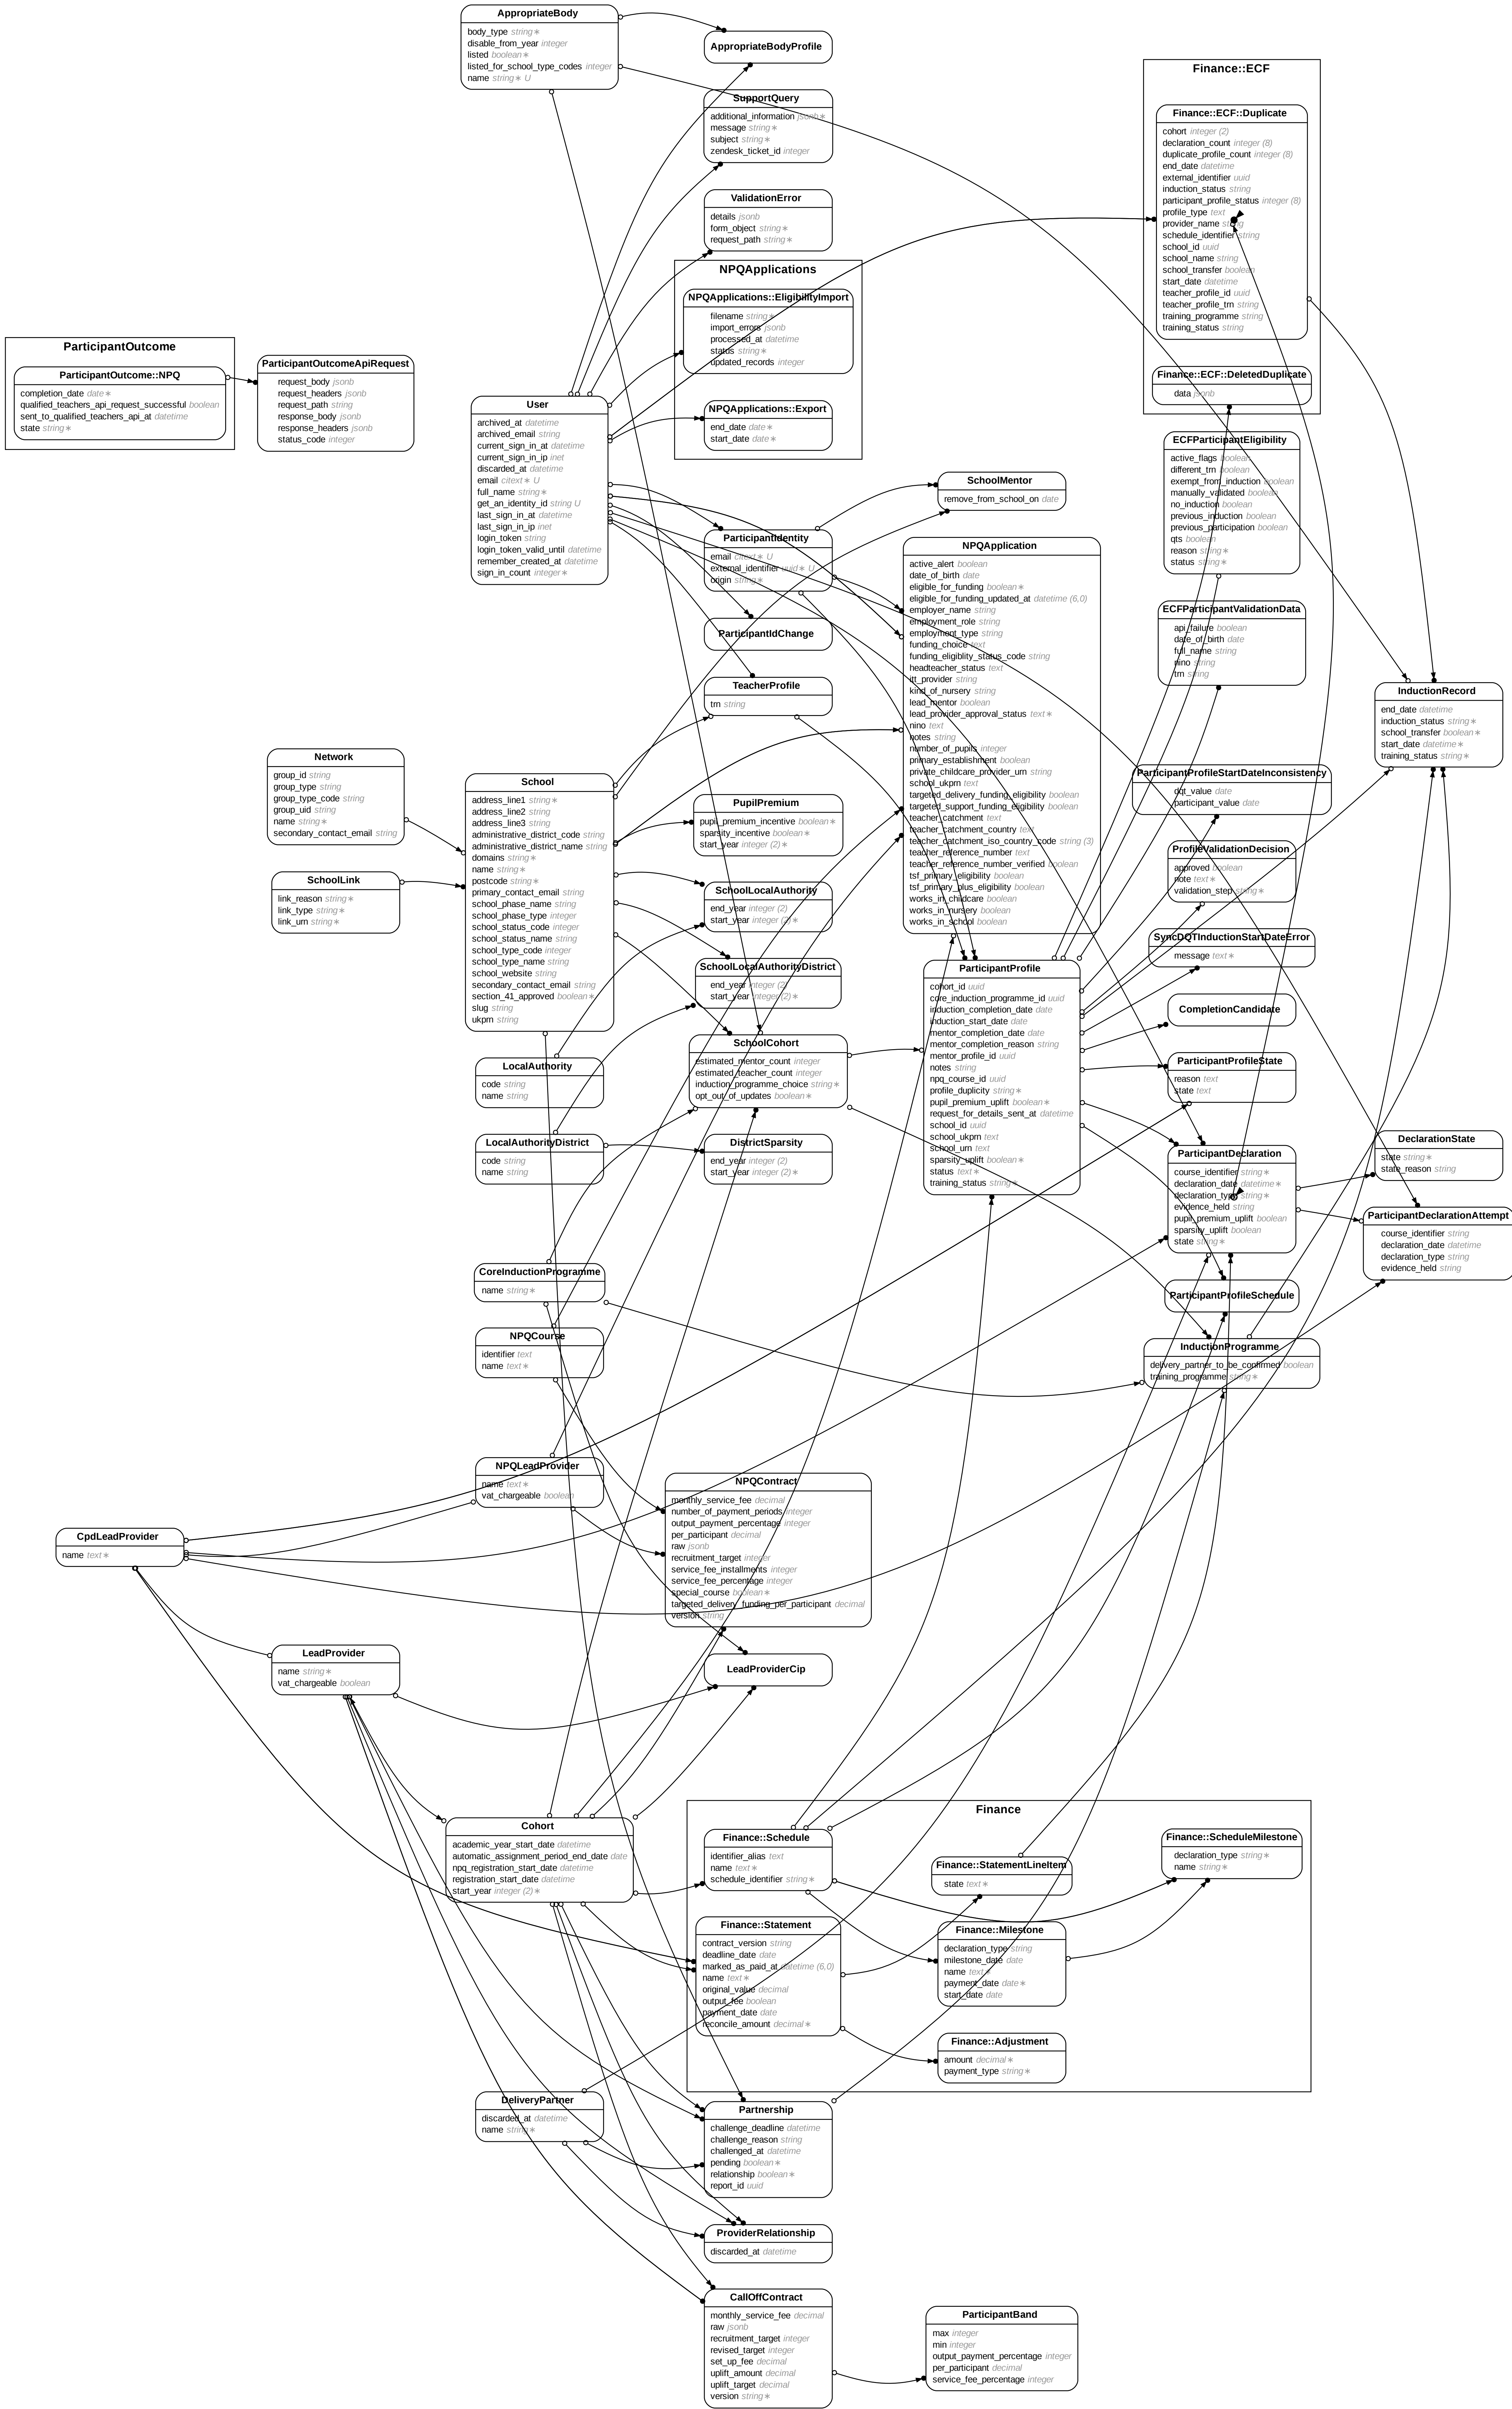 AppropriateBody
body_type string ∗
disable_from_year integer
listed boolean ∗
listed_for_school_type_codes integer
name string ∗ U
AppropriateBodyProfile
SupportQuery
additional_information jsonb ∗
message string ∗
subject string ∗
zendesk_ticket_id integer
ValidationError
details jsonb
form_object string ∗
request_path string ∗
NPQApplications
NPQApplications::EligibilityImport
filename string ∗
import_errors jsonb
processed_at datetime
status string ∗
updated_records integer
NPQApplications::Export
end_date date ∗
start_date date ∗
Finance::ECF
Finance::ECF::Duplicate
cohort integer (2)
declaration_count integer (8)
duplicate_profile_count integer (8)
end_date datetime
external_identifier uuid
induction_status string
participant_profile_status integer (8)
profile_type text
provider_name string
schedule_identifier string
school_id uuid
school_name string
school_transfer boolean
start_date datetime
teacher_profile_id uuid
teacher_profile_trn string
training_programme string
training_status string
Finance::ECF::DeletedDuplicate
data jsonb
ParticipantOutcome
ParticipantOutcome::NPQ
completion_date date ∗
qualified_teachers_api_request_successful boolean
sent_to_qualified_teachers_api_at datetime
state string ∗
ParticipantOutcomeApiRequest
request_body jsonb
request_headers jsonb
request_path string
response_body jsonb
response_headers jsonb
status_code integer
User
archived_at datetime
archived_email string
current_sign_in_at datetime
current_sign_in_ip inet
discarded_at datetime
email citext ∗ U
full_name string ∗
get_an_identity_id string U
last_sign_in_at datetime
last_sign_in_ip inet
login_token string
login_token_valid_until datetime
remember_created_at datetime
sign_in_count integer ∗
SchoolMentor
remove_from_school_on date
ParticipantIdentity
email citext ∗ U
external_identifier uuid ∗ U
origin string ∗
ParticipantIdChange
TeacherProfile
trn string
NPQApplication
active_alert boolean
date_of_birth date
eligible_for_funding boolean ∗
eligible_for_funding_updated_at datetime (6,0)
employer_name string
employment_role string
employment_type string
funding_choice text
funding_eligiblity_status_code string
headteacher_status text
itt_provider string
kind_of_nursery string
lead_mentor boolean
lead_provider_approval_status text ∗
nino text
notes string
number_of_pupils integer
primary_establishment boolean
private_childcare_provider_urn string
school_ukprn text
targeted_delivery_funding_eligibility boolean
targeted_support_funding_eligibility boolean
teacher_catchment text
teacher_catchment_country text
teacher_catchment_iso_country_code string (3)
teacher_reference_number text
teacher_reference_number_verified boolean
tsf_primary_eligibility boolean
tsf_primary_plus_eligibility boolean
works_in_childcare boolean
works_in_nursery boolean
works_in_school boolean
ECFParticipantEligibility
active_flags boolean
different_trn boolean
exempt_from_induction boolean
manually_validated boolean
no_induction boolean
previous_induction boolean
previous_participation boolean
qts boolean
reason string ∗
status string ∗
ECFParticipantValidationData
api_failure boolean
date_of_birth date
full_name string
nino string
trn string
InductionRecord
end_date datetime
induction_status string ∗
school_transfer boolean ∗
start_date datetime ∗
training_status string ∗
Network
group_id string
group_type string
group_type_code string
group_uid string
name string ∗
secondary_contact_email string
SchoolLink
link_reason string ∗
link_type string ∗
link_urn string ∗
School
address_line1 string ∗
address_line2 string
address_line3 string
administrative_district_code string
administrative_district_name string
domains string ∗
name string ∗
postcode string ∗
primary_contact_email string
school_phase_name string
school_phase_type integer
school_status_code integer
school_status_name string
school_type_code integer
school_type_name string
school_website string
secondary_contact_email string
section_41_approved boolean ∗
slug string
ukprn string
PupilPremium
pupil_premium_incentive boolean ∗
sparsity_incentive boolean ∗
start_year integer (2) ∗
SchoolLocalAuthority
end_year integer (2)
start_year integer (2) ∗
SchoolLocalAuthorityDistrict
end_year integer (2)
start_year integer (2) ∗
SchoolCohort
estimated_mentor_count integer
estimated_teacher_count integer
induction_programme_choice string ∗
opt_out_of_updates boolean ∗
LocalAuthority
code string
name string
LocalAuthorityDistrict
code string
name string
DistrictSparsity
end_year integer (2)
start_year integer (2) ∗
ParticipantProfileStartDateInconsistency
dqt_value date
participant_value date
ProfileValidationDecision
approved boolean
note text ∗
validation_step string ∗
SyncDQTInductionStartDateError
message text ∗
ParticipantProfile
cohort_id uuid
core_induction_programme_id uuid
induction_completion_date date
induction_start_date date
mentor_completion_date date
mentor_completion_reason string
mentor_profile_id uuid
notes string
npq_course_id uuid
profile_duplicity string ∗
pupil_premium_uplift boolean ∗
request_for_details_sent_at datetime
school_id uuid
school_ukprn text
school_urn text
sparsity_uplift boolean ∗
status text ∗
training_status string ∗
CompletionCandidate
ParticipantProfileState
reason text
state text
ParticipantDeclaration
course_identifier string ∗
declaration_date datetime ∗
declaration_type string ∗
evidence_held string
pupil_premium_uplift boolean
sparsity_uplift boolean
state string ∗
DeclarationState
state string ∗
state_reason string
ParticipantDeclarationAttempt
course_identifier string
declaration_date datetime
declaration_type string
evidence_held string
ParticipantProfileSchedule
InductionProgramme
delivery_partner_to_be_confirmed boolean
training_programme string ∗
CoreInductionProgramme
name string ∗
NPQCourse
identifier text
name text ∗
NPQLeadProvider
name text ∗
vat_chargeable boolean
CpdLeadProvider
name text ∗
NPQContract
monthly_service_fee decimal
number_of_payment_periods integer
output_payment_percentage integer
per_participant decimal
raw jsonb
recruitment_target integer
service_fee_installments integer
service_fee_percentage integer
special_course boolean ∗
targeted_delivery_funding_per_participant decimal
version string
LeadProvider
name string ∗
vat_chargeable boolean
LeadProviderCip
Cohort
academic_year_start_date datetime
automatic_assignment_period_end_date date
npq_registration_start_date datetime
registration_start_date datetime
start_year integer (2) ∗
Finance
Finance::Schedule
identifier_alias text
name text ∗
schedule_identifier string ∗
Finance::StatementLineItem
state text ∗
Finance::ScheduleMilestone
declaration_type string ∗
name string ∗
Finance::Statement
contract_version string
deadline_date date
marked_as_paid_at datetime (6,0)
name text ∗
original_value decimal
output_fee boolean
payment_date date
reconcile_amount decimal ∗
Finance::Milestone
declaration_type string
milestone_date date
name text ∗
payment_date date ∗
start_date date
Finance::Adjustment
amount decimal ∗
payment_type string ∗
DeliveryPartner
discarded_at datetime
name string ∗
Partnership
challenge_deadline datetime
challenge_reason string
challenged_at datetime
pending boolean ∗
relationship boolean ∗
report_id uuid
ProviderRelationship
discarded_at datetime
CallOffContract
monthly_service_fee decimal
raw jsonb
recruitment_target integer
revised_target integer
set_up_fee decimal
uplift_amount decimal
uplift_target decimal
version string ∗
ParticipantBand
max integer
min integer
output_payment_percentage integer
per_participant decimal
service_fee_percentage integer